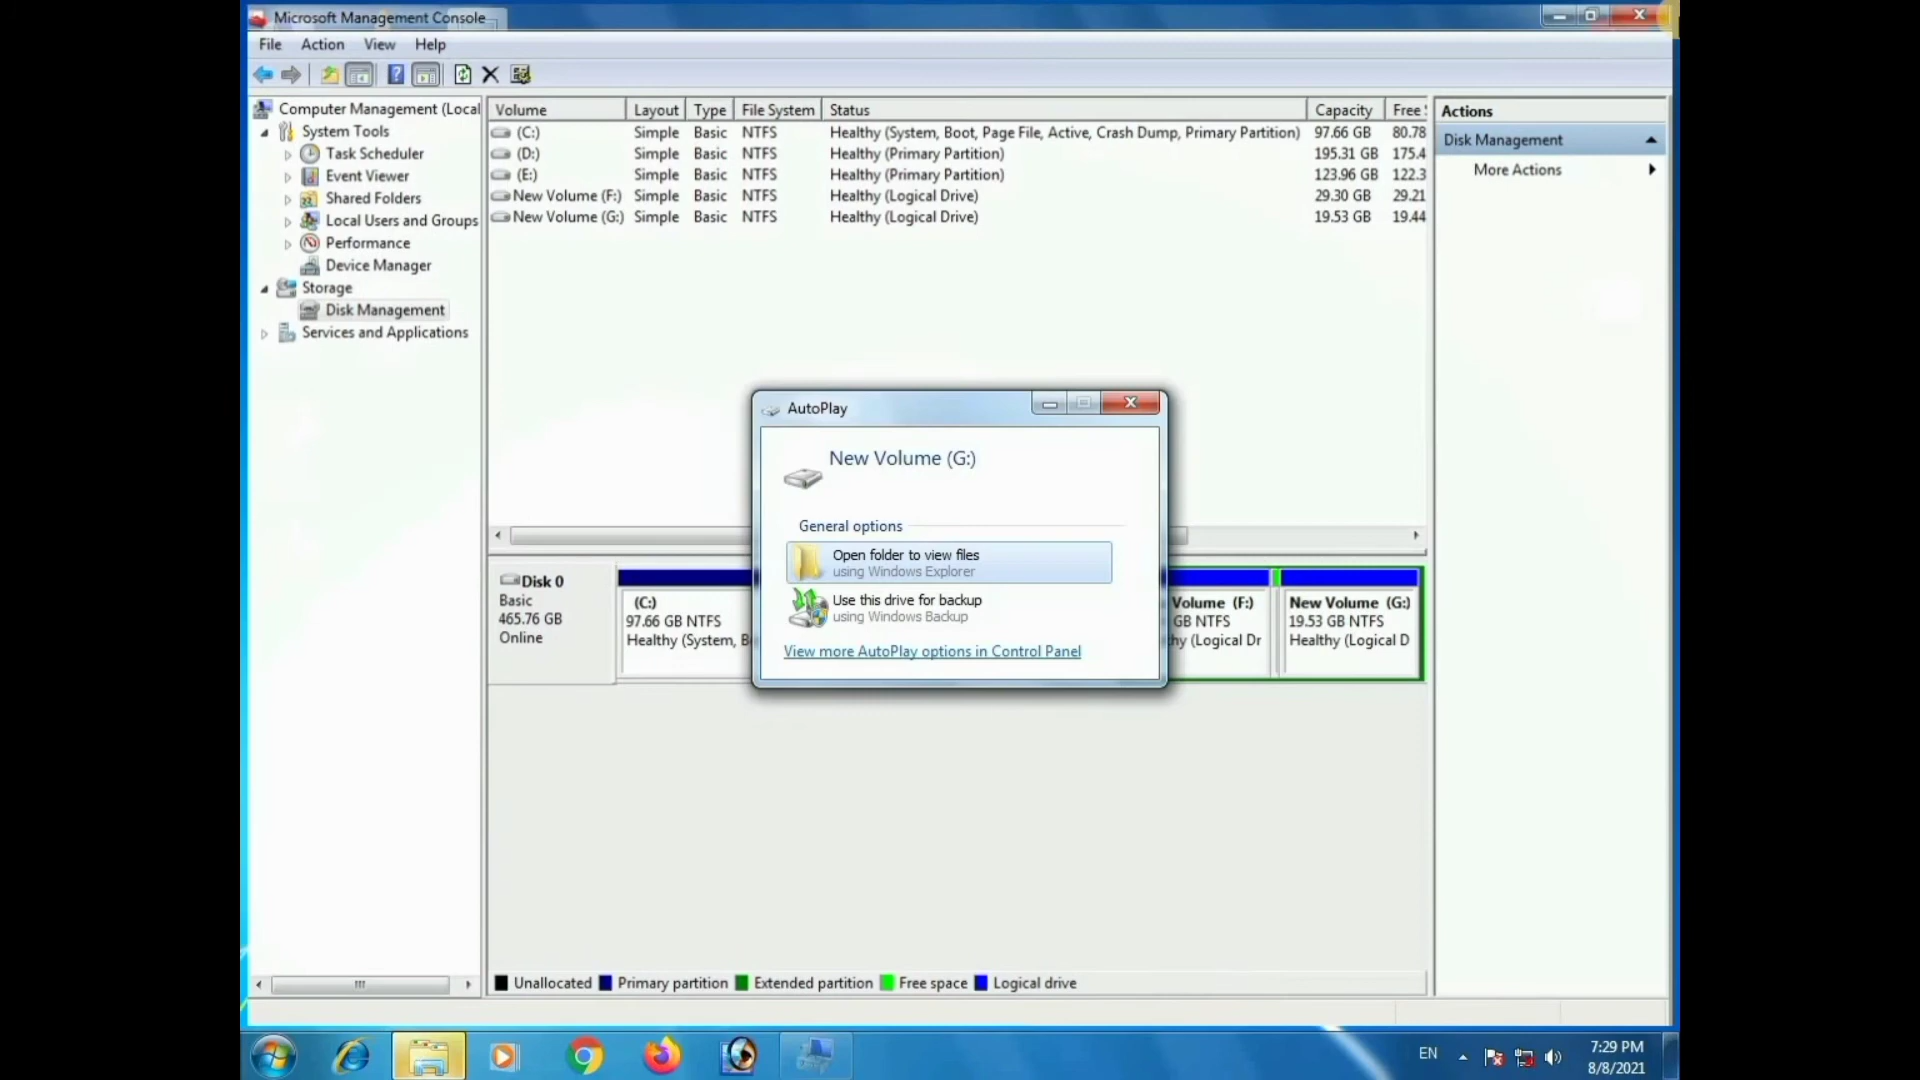 Microsoft Management Console
File Action View Help
Computer Management (Local
System Tools
Task Scheduler
Event Viewer
Shared Folders
Local Users and Groups
Performance
Device Manager
Storage
Disk Management
Services and Applications
Volume Layout Type File System Status Capacity Free
(C:) Simple Basic NTFS Healthy (System, Boot, Page File, Active, Crash Dump, Primary Partition) 97.66 GB 80.78
(D:) Simple Basic NTFS Healthy (Primary Partition) 195.31 GB 175.4
(E:) Simple Basic NTFS Healthy (Primary Partition) 123.96 GB 122.3
New Volume (F:) Simple Basic NTFS Healthy (Logical Drive) 29.30 GB 29.21
New Volume (G:) Simple Basic NTFS Healthy (Logical Drive) 19.53 GB 19.44
Actions
Disk Management
More Actions
AutoPlay
New Volume (G:)
General options
Open folder to view files
using Windows Explorer
Use this drive for backup
using Windows Backup
View more AutoPlay options in Control Panel
Disk 0
Basic
465.76 GB
Online
(C:)
97.66 GB NTFS
Healthy (System, B
Volume (F:)
GB NTFS
hy (Logical Dr
New Volume (G:)
19.53 GB NTFS
Healthy (Logical D
Unallocated Primary partition Extended partition Free space Logical drive
EN
7:29 PM
8/8/2021